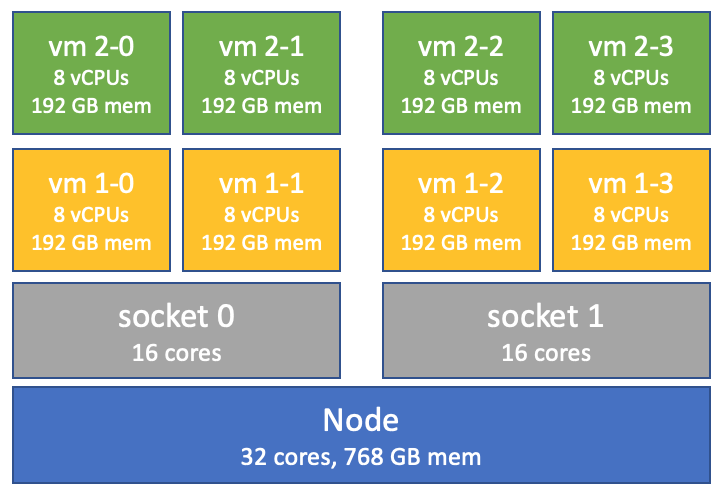 vm 2-0
8 vCPUs
192 GB mem
vm 2-1
8 vCPUs
192 GB mem
vm 2-2
8 vCPUs
192 GB mem
vm 2-3
8 vCPUs
192 GB mem
vm 1-0
8 vCPUs
192 GB mem
vm 1-1
8 vCPUs
192 GB mem
vm 1-2
8 vCPUs
192 GB mem
vm 1-3
8 vCPUs
192 GB mem
socket 0
16 cores
socket 1
16 cores
Node
32 cores, 768 GB mem